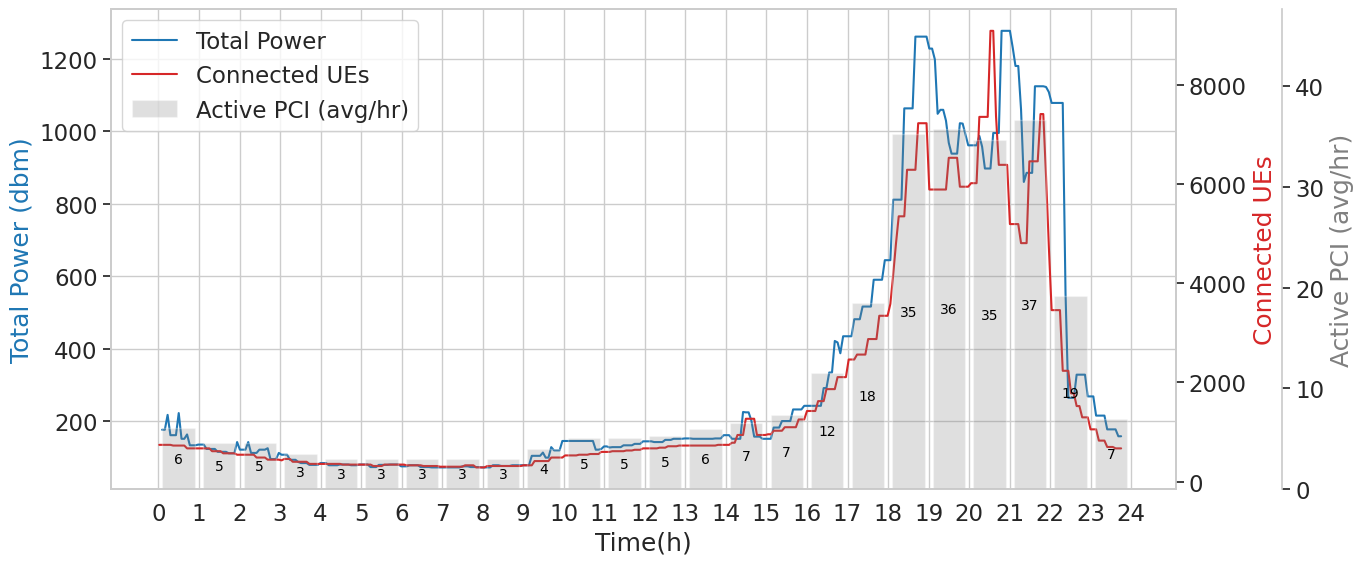 Total Power
Connected UEs
Active PCI (avg/hr)
Total Power (dbm)
1200
1000
800
600
400
200
8000
6000
4000
2000
0
Connected UEs
40
30
20
10
0
Active PCI (avg/hr)
6 5 5 3 3 3 3 3 3 4 5 5 5 6 7 7 12 18 35 36 35 37 19 7
0 1 2 3 4 5 6 7 8 9 10 11 12 13 14 15 16 17 18 19 20 21 22 23 24
Time(h)